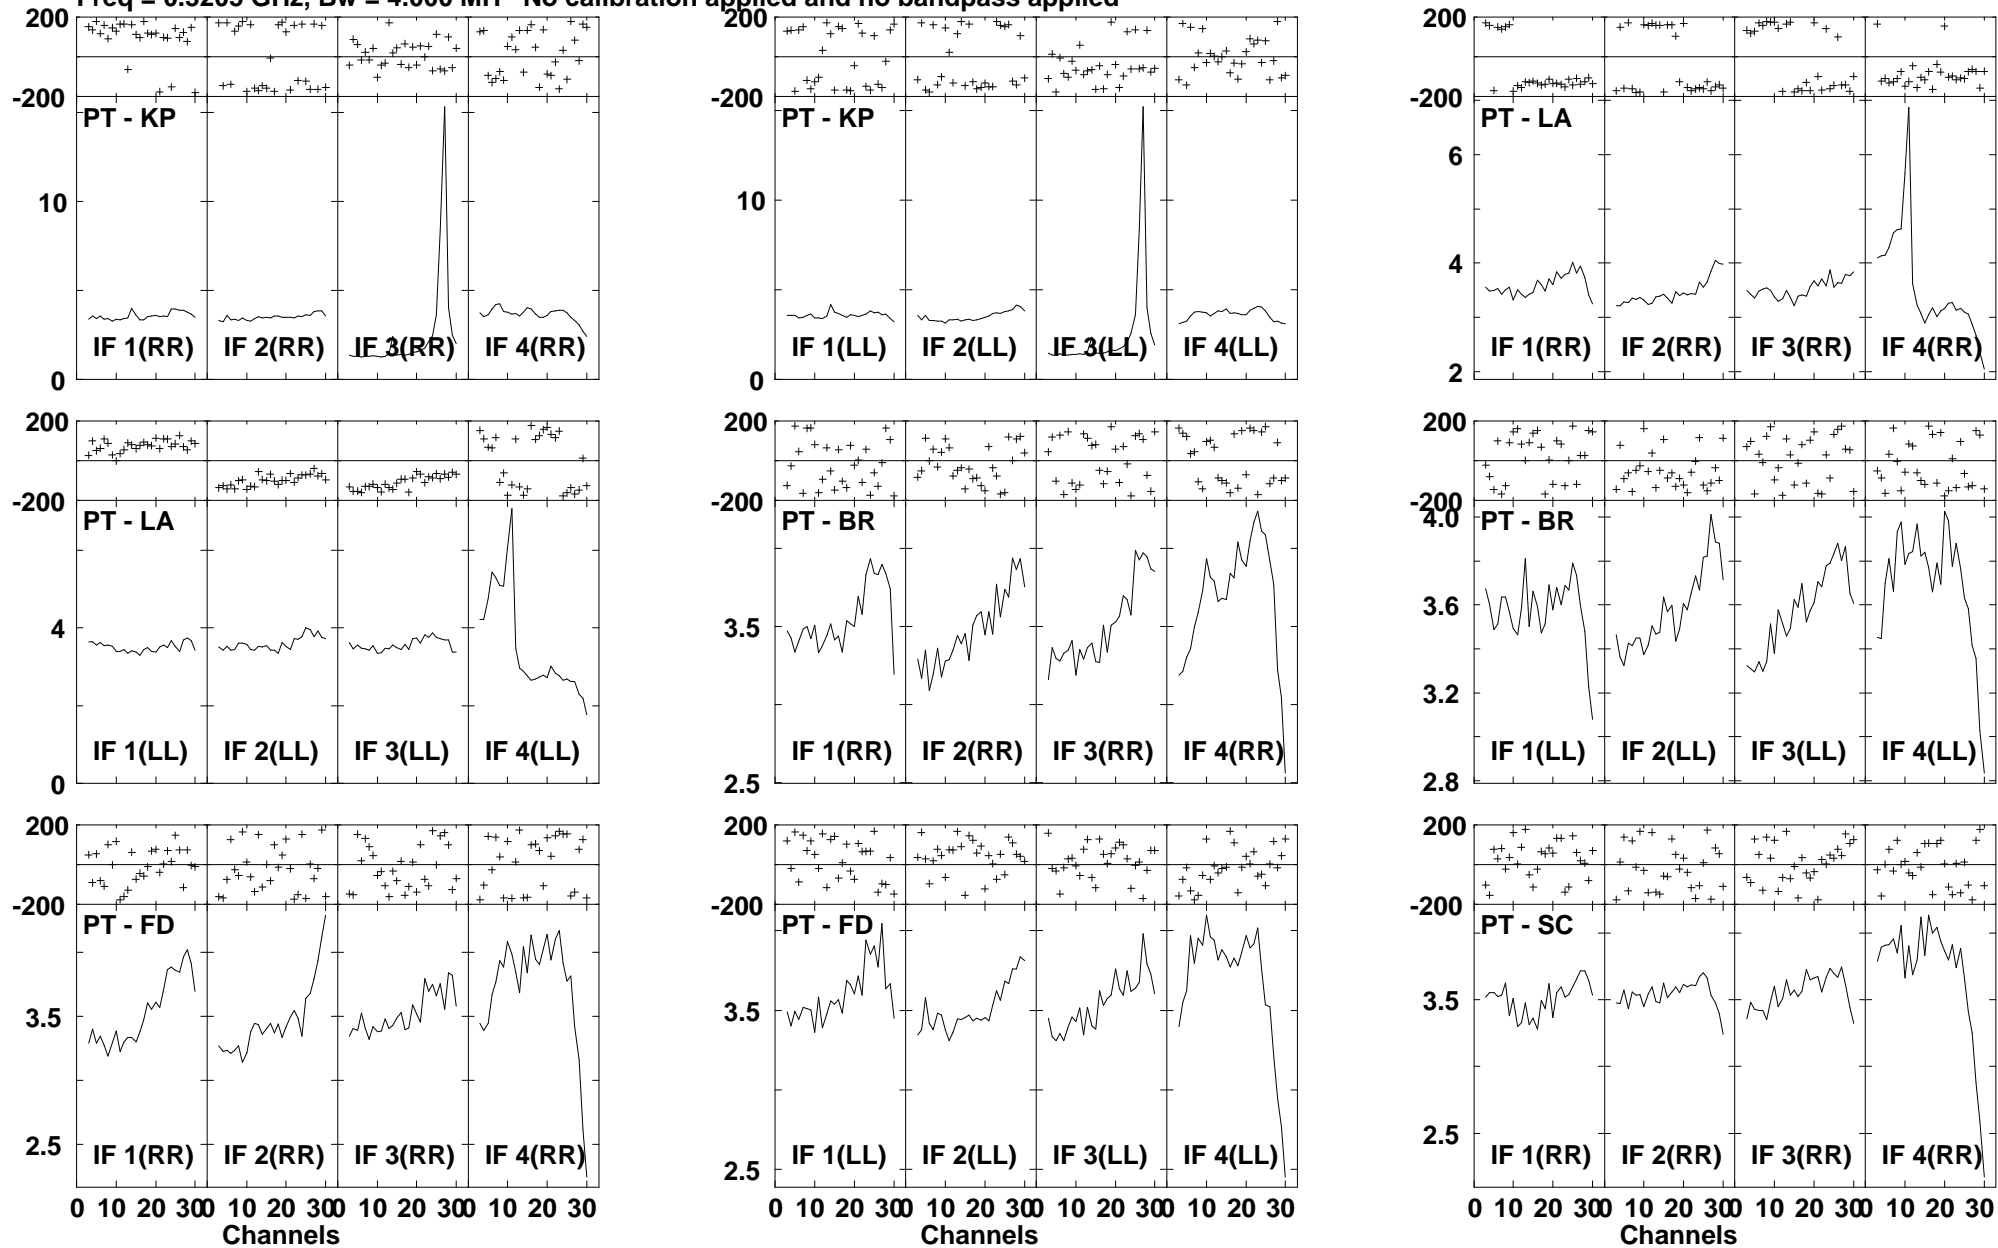 No calibration applied and no bandpass applied
200 200 200
-200 -200 -200
PT - KP PT - KP PT - LA
10 10 6
4
IF 1(RR) IF 2(RR) IF 3(RR) IF 4(RR) IF 1(LL) IF 2(LL) IF 3(LL) IF 4(LL) IF 1(RR) IF 2(RR) IF 3(RR) IF 4(RR)
0 0 2
200 200 200
-200 -200 -200
PT - LA PT - BR 4.0 PT - BR
4 3.5 3.6
3.2
IF 1(LL) IF 2(LL) IF 3(LL) IF 4(LL) IF 1(RR) IF 2(RR) IF 3(RR) IF 4(RR) IF 1(LL) IF 2(LL) IF 3(LL) IF 4(LL)
0 2.5 2.8
200 200 200
-200 -200 -200
PT - FD PT - FD PT - SC
3.5 3.5 3.5
2.5 2.5 2.5
IF 1(RR) IF 2(RR) IF 3(RR) IF 4(RR) IF 1(LL) IF 2(LL) IF 3(LL) IF 4(LL) IF 1(RR) IF 2(RR) IF 3(RR) IF 4(RR)
0 10 20 30 0 10 20 30 0 10 20 30 0 10 20 30 0 10 20 30 0 10 20 30 0 10 20 30 0 10 20 30 0 10 20 30 0 10 20 30 0 10 20 30 0 10 20 30
Channels Channels Channels